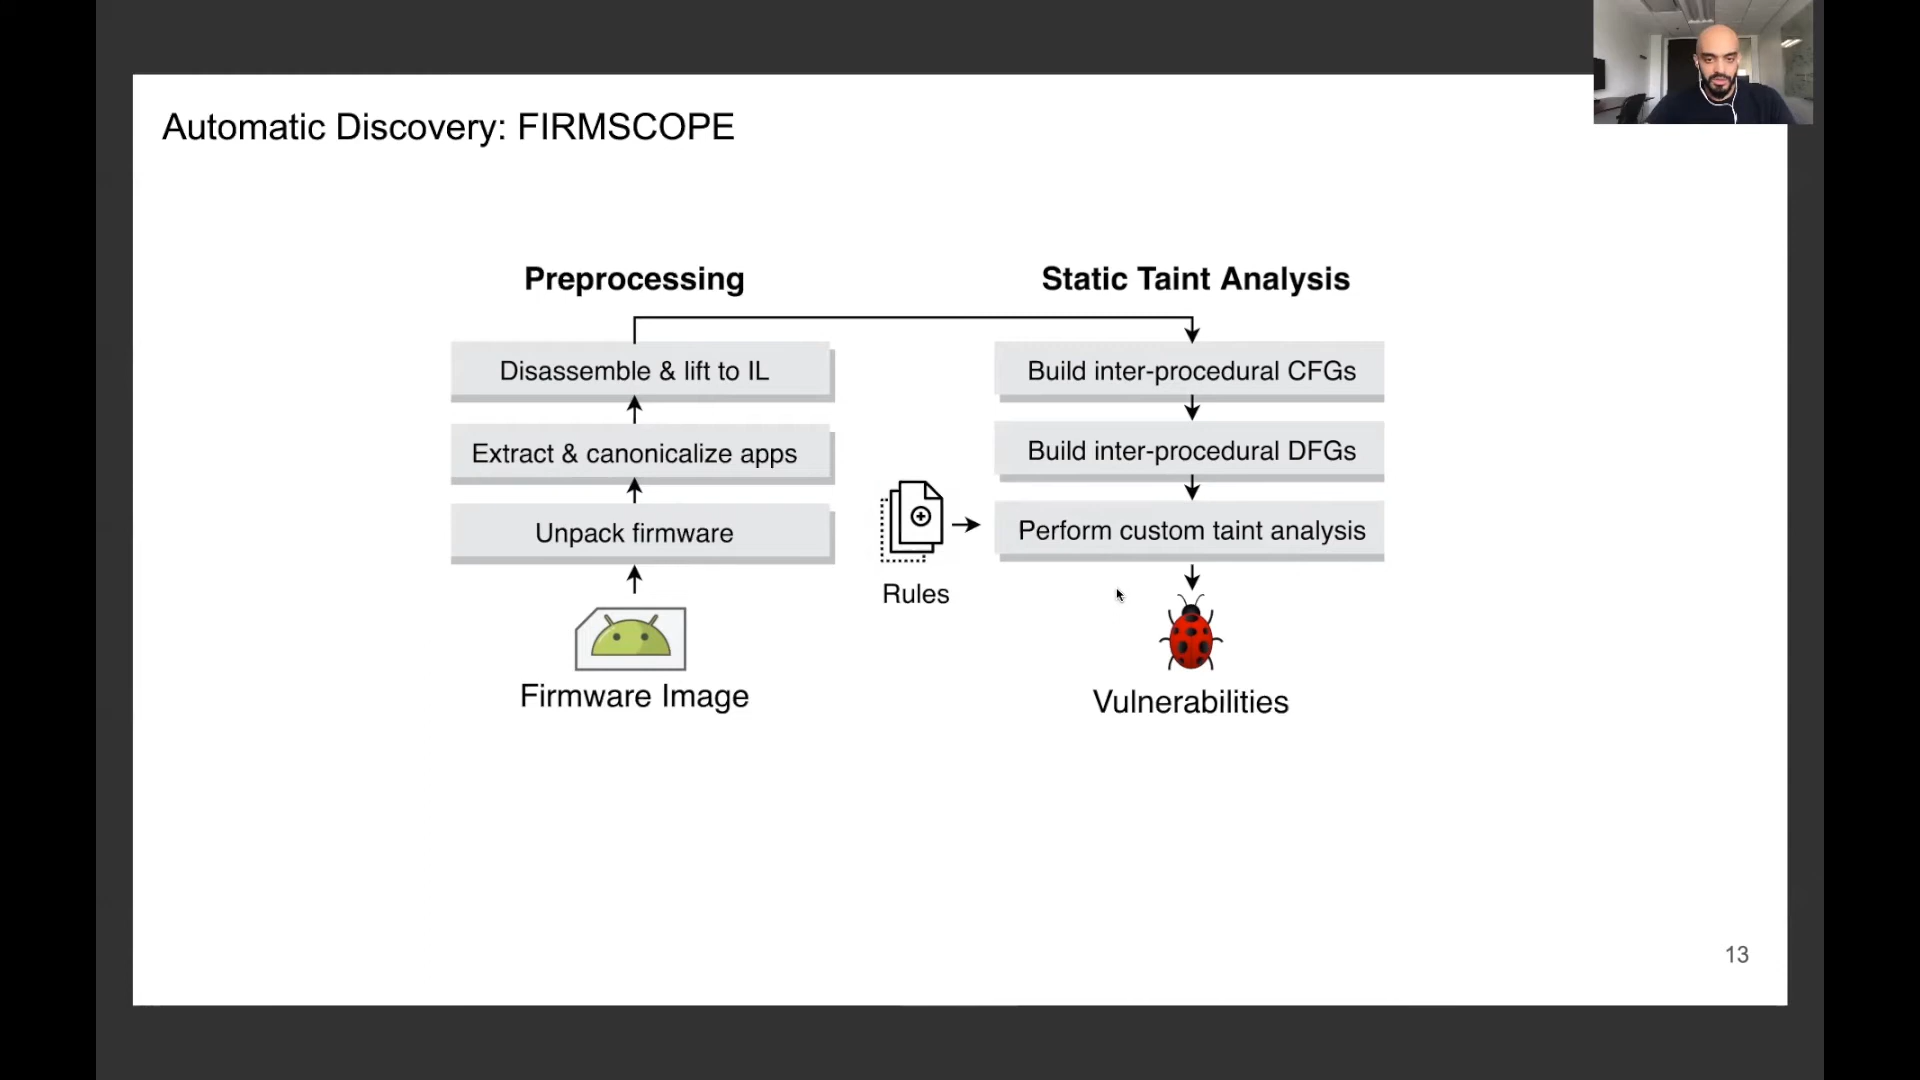 Automatic Discovery: FIRMSCOPE
Preprocessing
Disassemble & lift to IL
Extract & canonicalize apps
Unpack firmware
Firmware Image
Rules
Static Taint Analysis
Build inter-procedural CFGs
Build inter-procedural DFGs
Perform custom taint analysis
Vulnerabilities
13